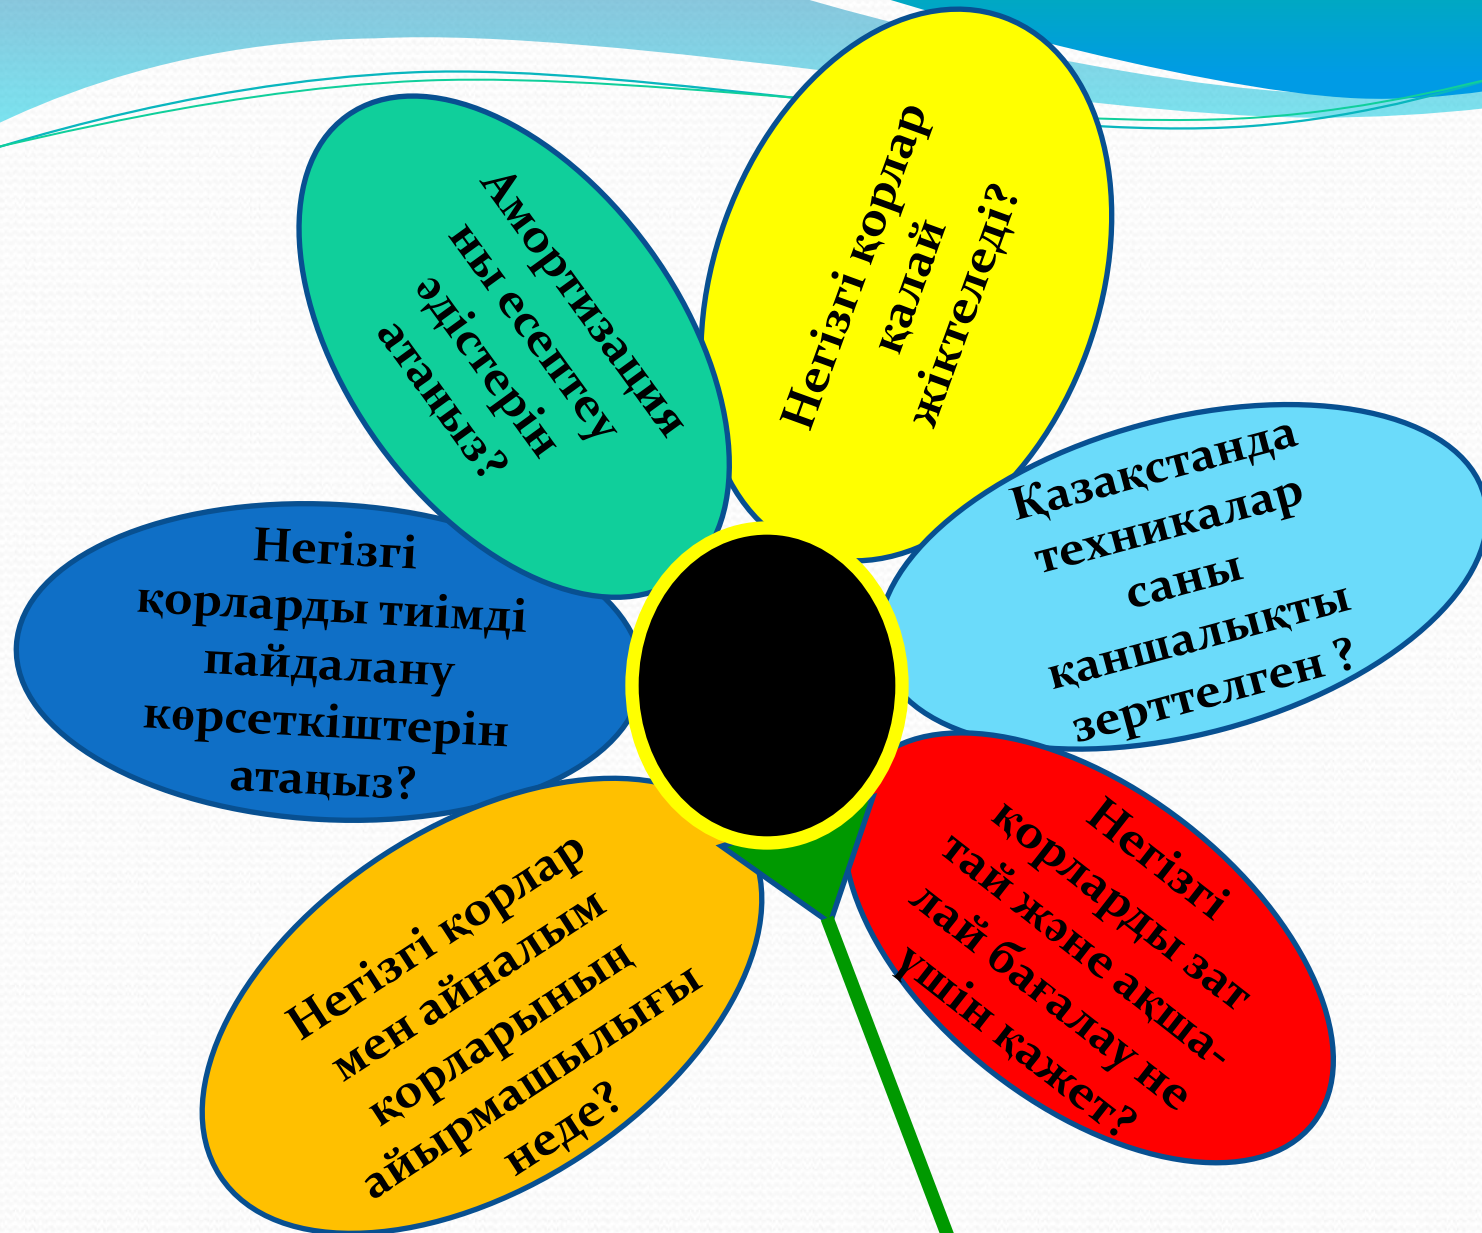 Амортизация
ны есептеу
әдістерін
атаңыз?
Негізгі қорлар
қалай
жіктеледі?
Қазақстанда
техникалар
саны
қаншалықты
зерттелген ?
Негізгі
қорларды тиімді
пайдалану
көрсеткіштерін
атаңыз?
Негізгі қорлар
мен айналым
қорларының
айырмашылығы
неде?
Негізгі
қорларды зат
тай және ақша-
лай бағалау не
үшін қажет?